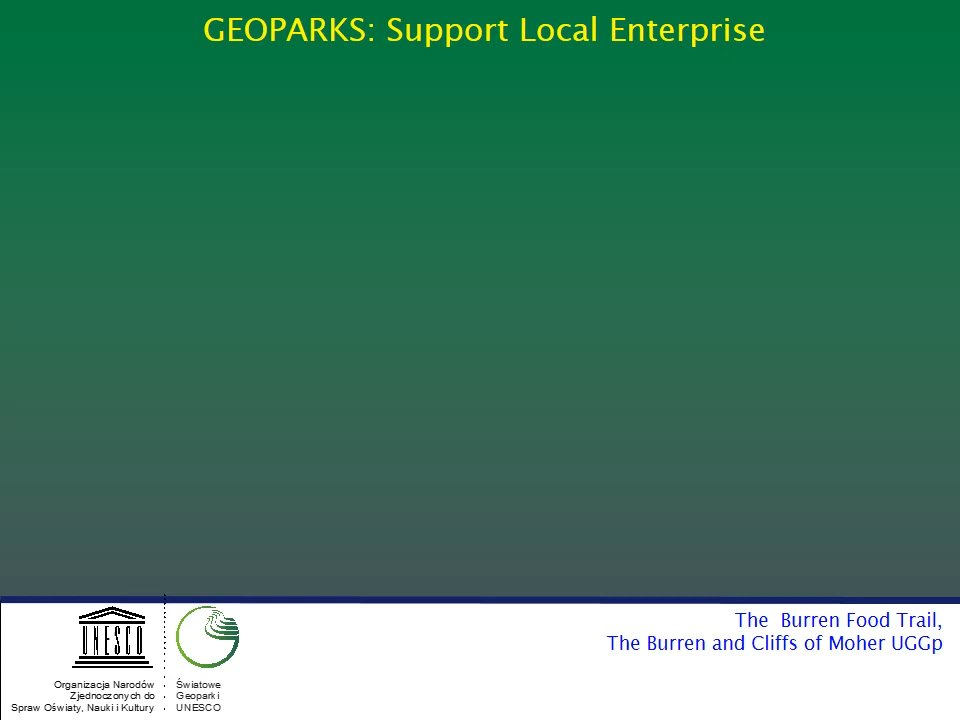 GEOPARKS: Support Local Enterprise
The  Burren Food Trail,
The Burren and Cliffs of Moher UGGp
UNESCO
Organizacja Narodów
Zjednoczonych do
Spraw Oświaty, Nauki i Kultury
Światowe
Geoparki
UNESCO